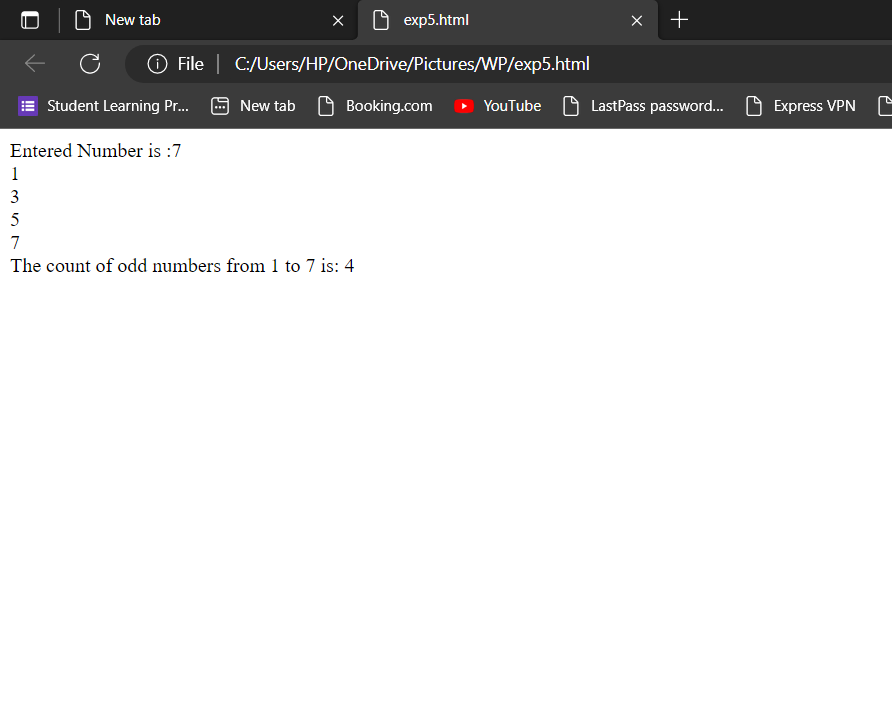 New tab
exp5.html
File
C:/Users/HP/OneDrive/Pictures/WP/exp5.html
Student Learning Pr...
New tab
Booking.com
YouTube
LastPass password...
Express VPN
Entered Number is :7
1
3
5
7
The count of odd numbers from 1 to 7 is: 4